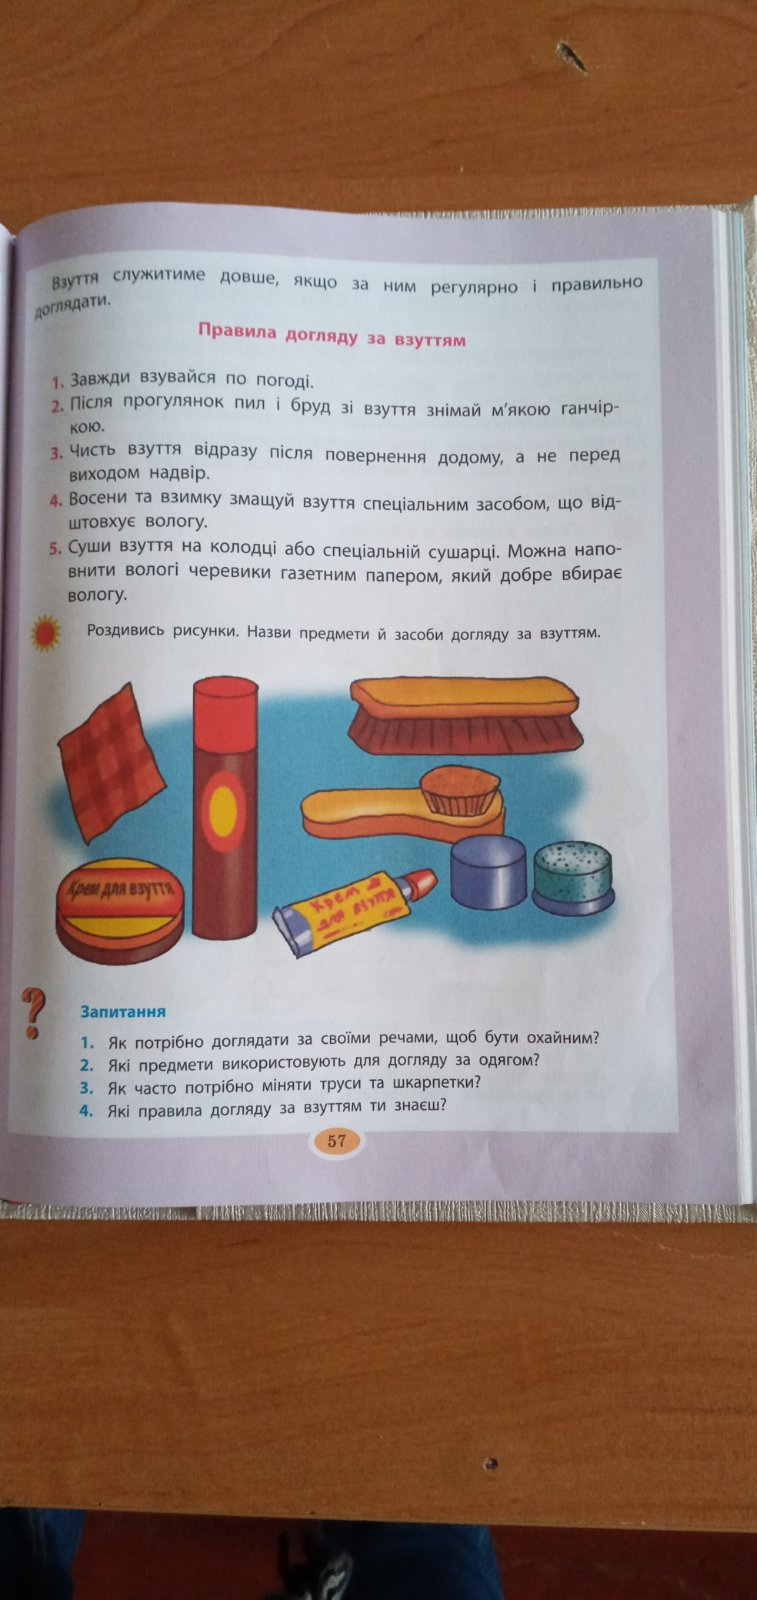 Взуття служитиме довше, якщо за ним регулярно і правильно
доглядати.
Правила догляду за взуттям
1. Завжди взувайся по погоді.
2. Після прогулянок пил і бруд зі взуття знімай м’якою ганчір-
кою.
3. Чисть взуття відразу після повернення додому, а не перед
виходом надвір.
4. Восени та взимку змащуй взуття спеціальним засобом, що від-
штовхує вологу.
5. Суши взуття на колодці або спеціальній сушарці. Можна напо-
внити вологі черевики газетним папером, який добре вбирає
вологу.
Роздивись рисунки. Назви предмети й засоби догляду за взуттям.
Крем для взуття
Крем
для взуття
?
Запитання
1. Як потрібно доглядати за своїми речами, щоб бути охайним?
2. Які предмети використовують для догляду за одягом?
3. Як часто потрібно міняти труси та шкарпетки?
4. Які правила догляду за взуттям ти знаєш?
57